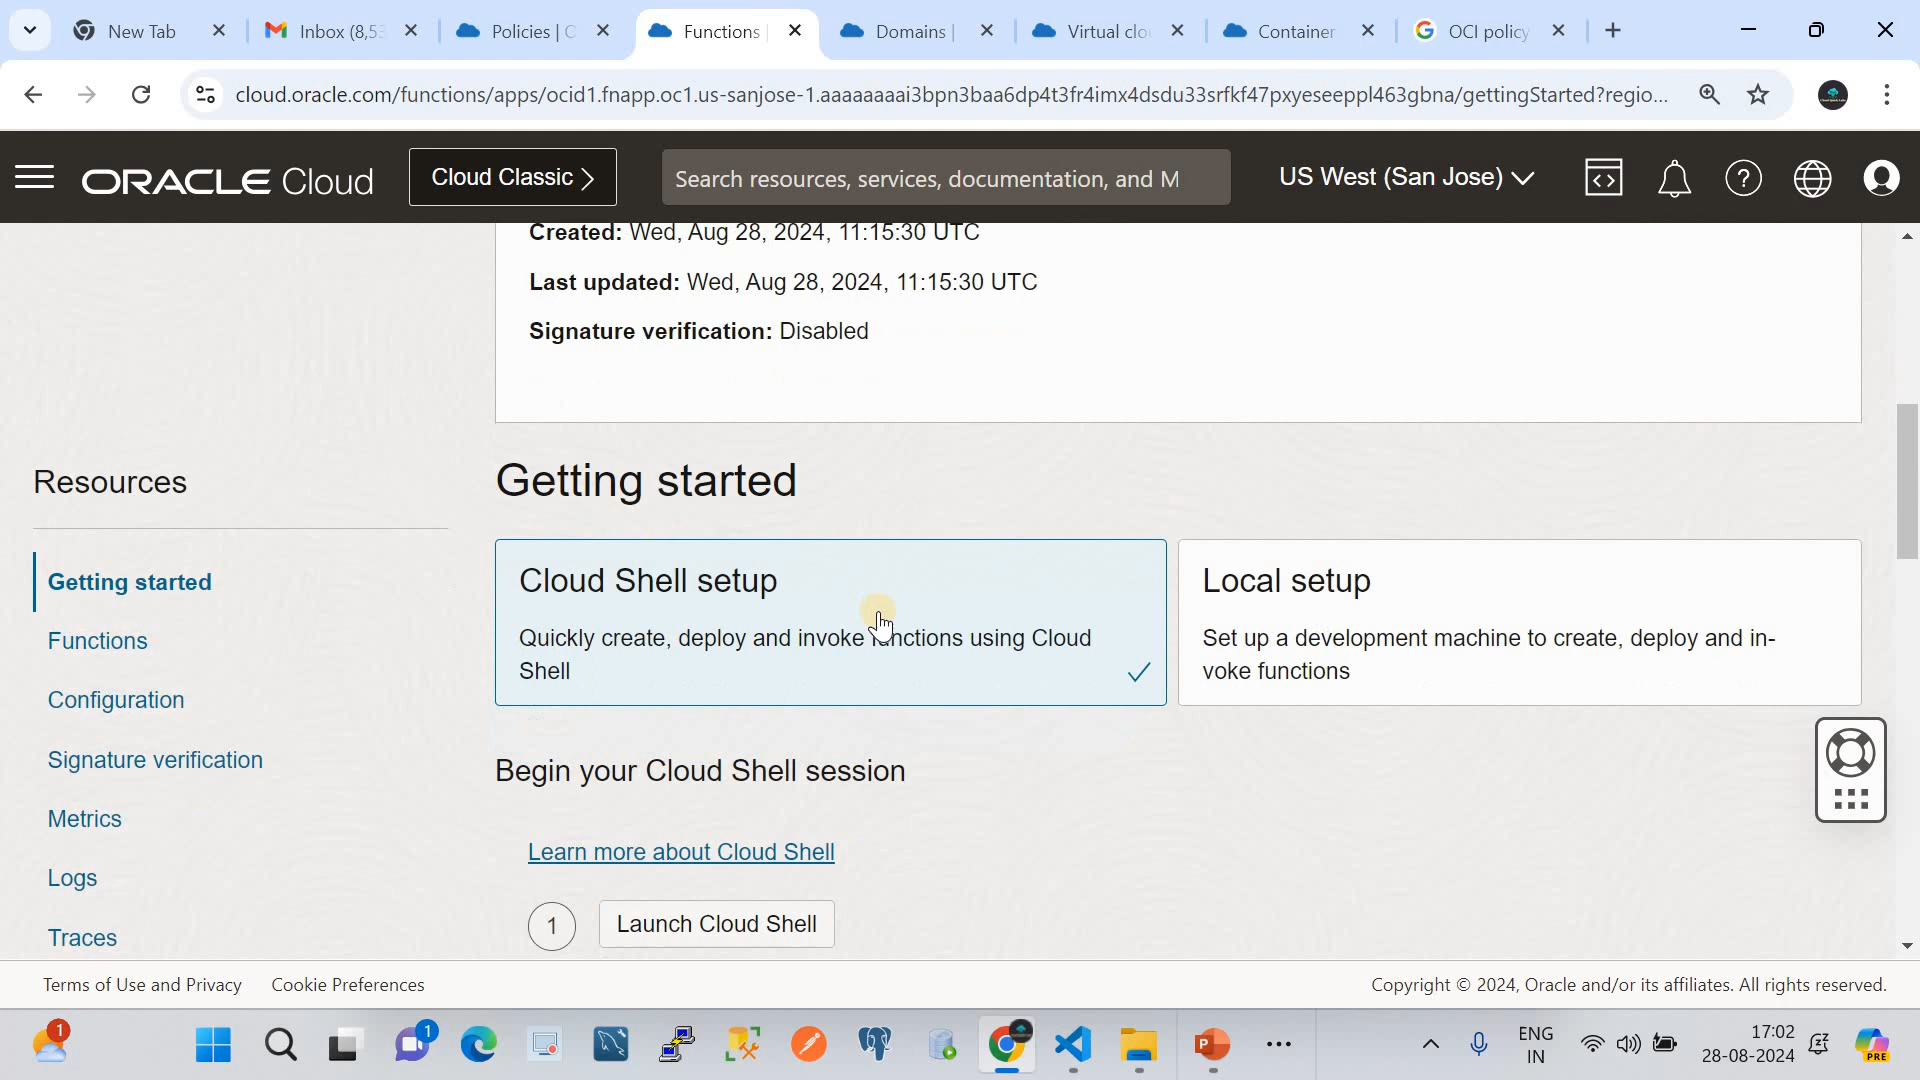 New Tab
Inbox (8,53
Policies | O
Functions |
Domains |
Virtual clou
Container
OCI policy
cloud.oracle.com/functions/apps/ocid1.fnapp.oc1.us-sanjose-1.aaaaaaaai3bpn3baa6dp4t3fr4imx4dsdu33srfkf47pxyeseeppl463gbna/gettingStarted?regio...
ORACLE Cloud
Cloud Classic
Search resources, services, documentation, and M
US West (San Jose)
Created: Wed, Aug 28, 2024, 11:15:30 UTC
Last updated: Wed, Aug 28, 2024, 11:15:30 UTC
Signature verification: Disabled
Resources
Getting started
Functions
Configuration
Signature verification
Metrics
Logs
Traces
Getting started
Cloud Shell setup
Quickly create, deploy and invoke functions using Cloud
Shell
Local setup
Set up a development machine to create, deploy and in-
voke functions
Begin your Cloud Shell session
Learn more about Cloud Shell
1
Launch Cloud Shell
Terms of Use and Privacy
Cookie Preferences
Copyright © 2024, Oracle and/or its affiliates. All rights reserved.
1
1
P
ENG
IN
17:02
28-08-2024
PRE